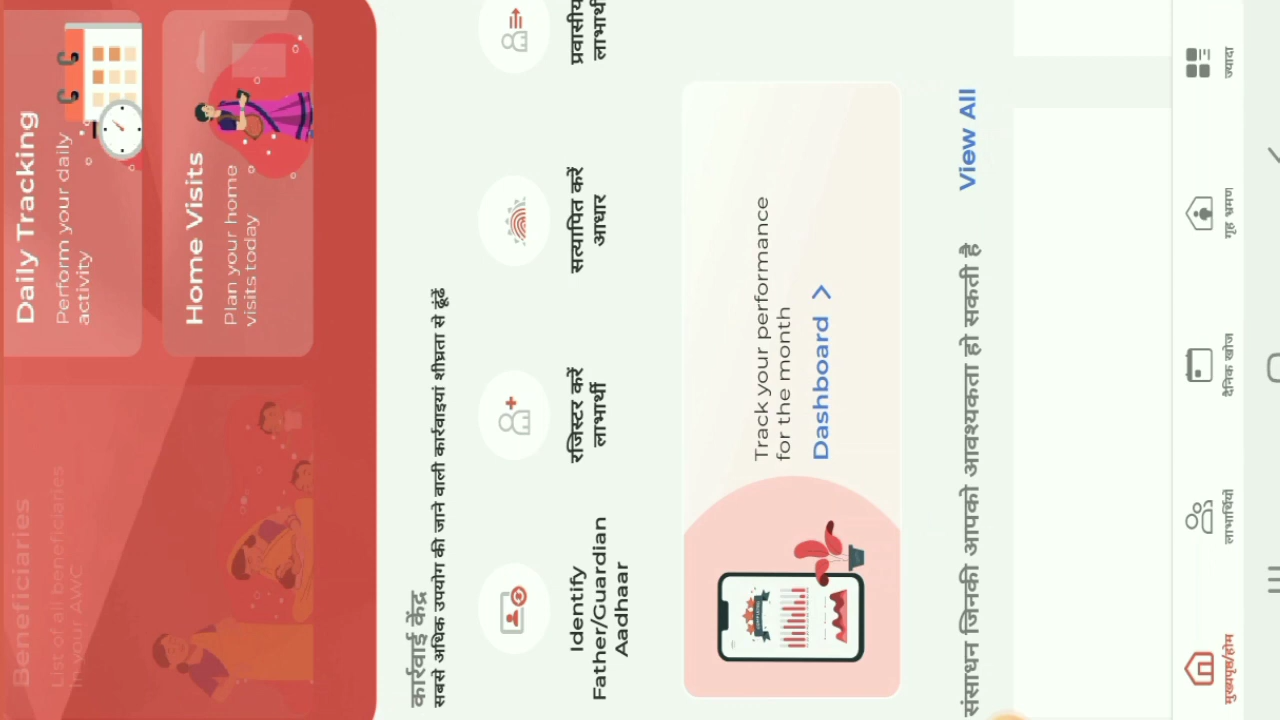 Beneficiaries
List of all beneficiaries
In your AWC
Daily Tracking
Perform your daily
activity
Home Visits
Plan your home
visits today
कार्रवाई केंद्र
सबसे अधिक उपयोग की जाने वाली कार्रवाइयां शीघ्रता से ढूंढें
Identify
Father/Guardian
Aadhaar
रजिस्टर करें
लाभार्थी
सत्यापित करें
आधार
प्रवासीय
लाभार्थी
Track your performance
for the month
Dashboard
संसाधन जिनकी आपको आवश्यकता हो सकती है
View All
मुख्यपृष्ठ/होम
लाभार्थियों
दैनिक खोज
गृह भ्रमण
ज्यादा